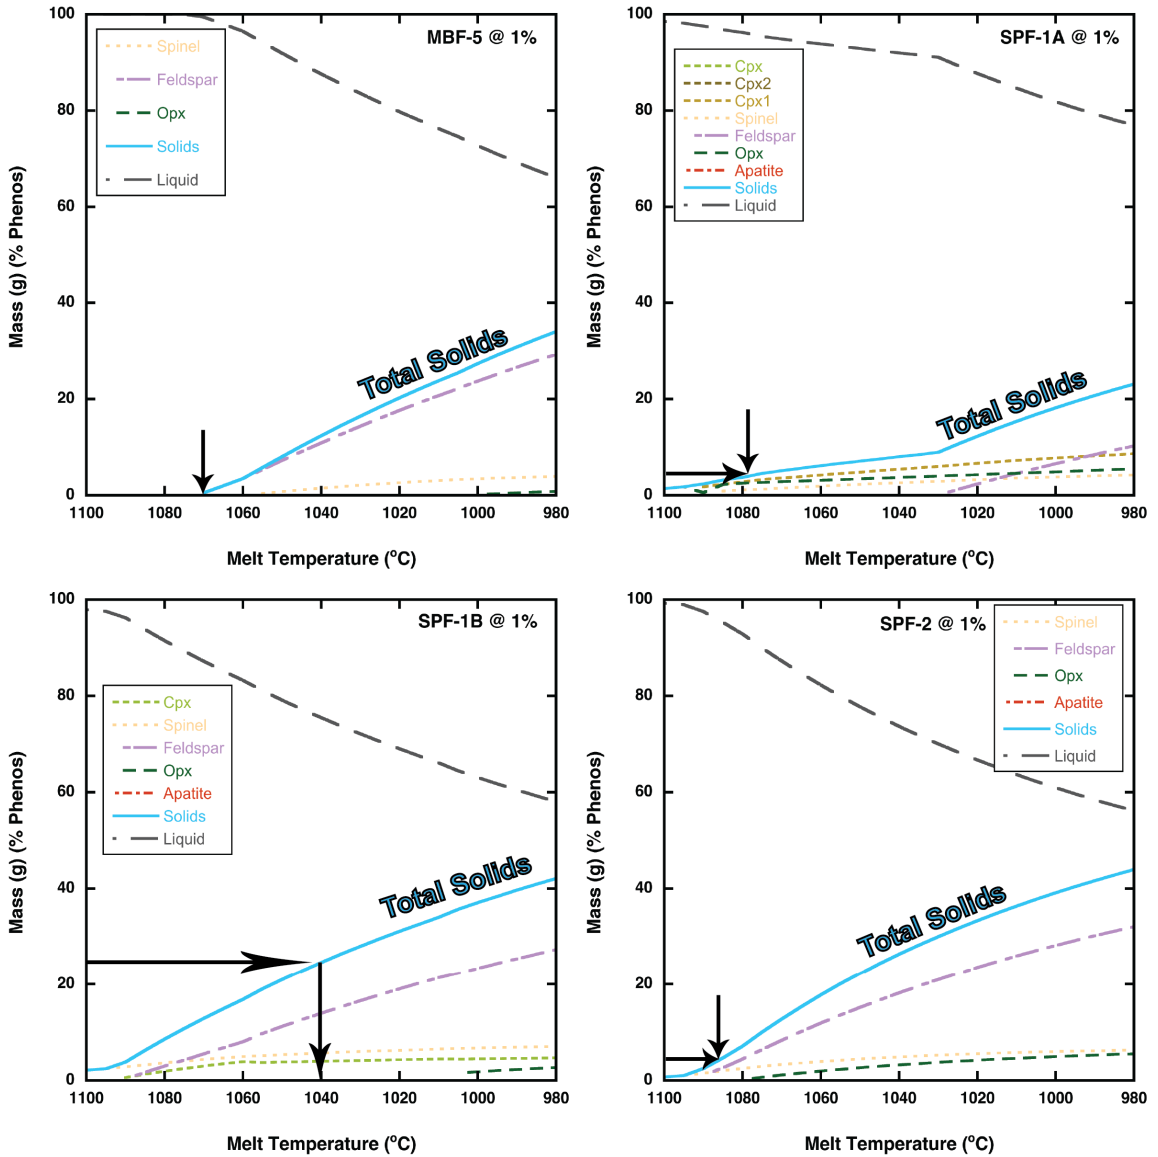 MBF-5 @ 1%
Spinel
Feldspar
Opx
Solids
Liquid
Total Solids
Mass (g) (% Phenos)
100
80
60
40
20
0
1100 1080 1060 1040 1020 1000 980
Melt Temperature (°C)
SPF-1A @ 1%
Cpx
Cpx2
Cpx1
Spinel
Feldspar
Opx
Apatite
Solids
Liquid
Total Solids
Mass (g) (% Phenos)
100
80
60
40
20
0
1100 1080 1060 1040 1020 1000 980
Melt Temperature (°C)
SPF-1B @ 1%
Cpx
Spinel
Feldspar
Opx
Apatite
Solids
Liquid
Total Solids
Mass (g) (% Phenos)
100
80
60
40
20
0
1100 1080 1060 1040 1020 1000 980
Melt Temperature (°C)
SPF-2 @ 1%
Spinel
Feldspar
Opx
Apatite
Solids
Liquid
Total Solids
Mass (g) (% Phenos)
100
80
60
40
20
0
1100 1080 1060 1040 1020 1000 980
Melt Temperature (°C)